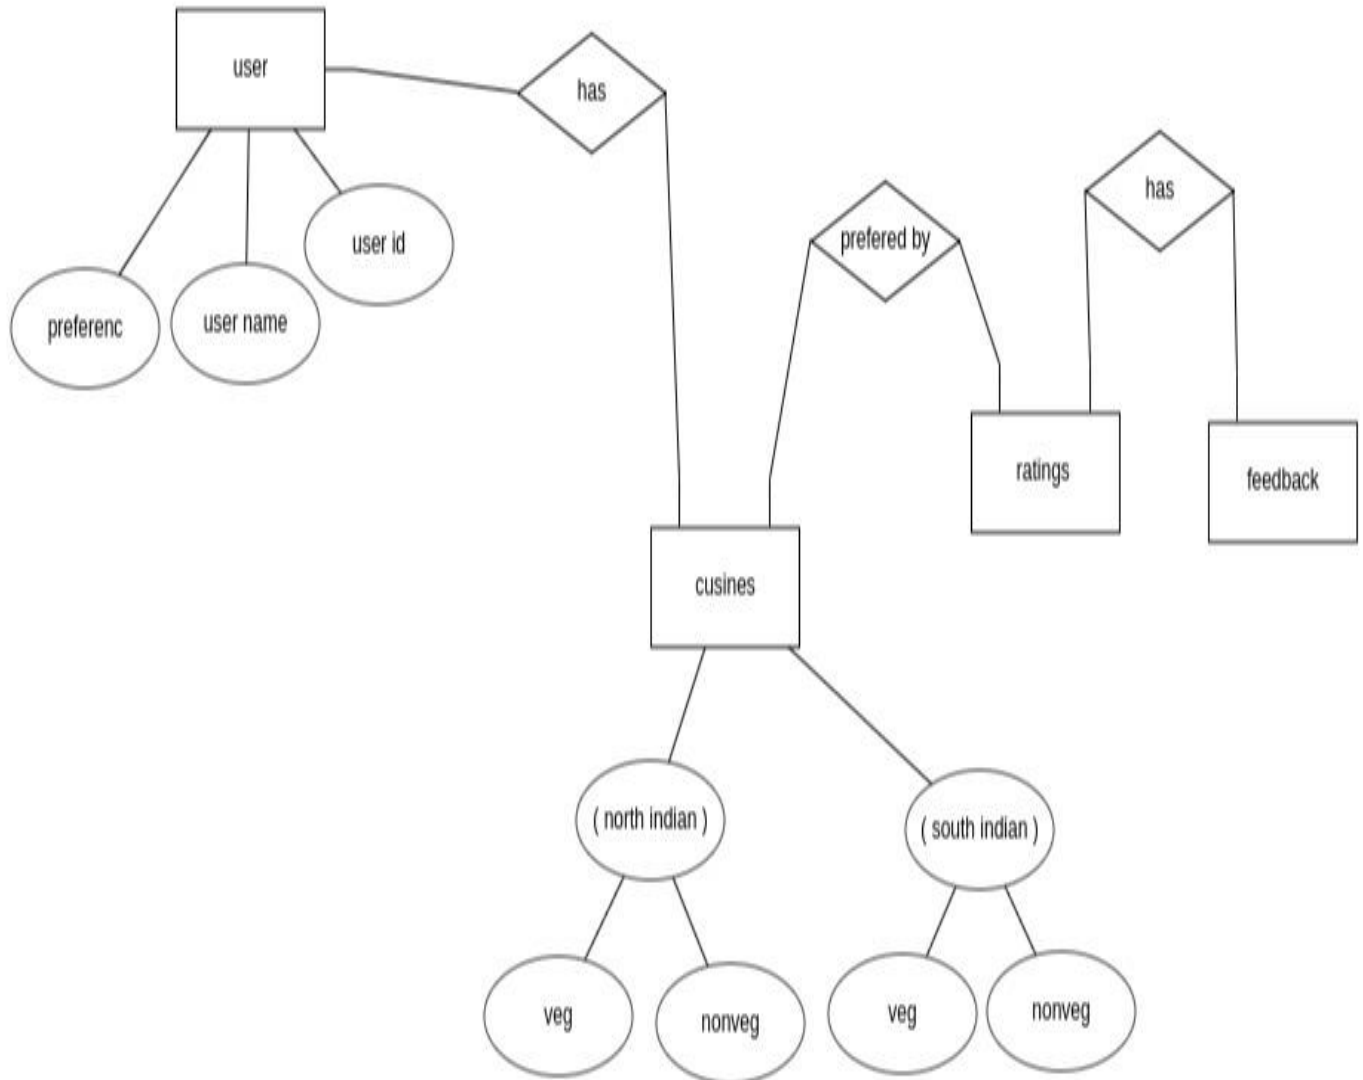 user
has
has
prefered by
user id
user name
preferenc
ratings
feedback
cusines
( north indian )
( south indian )
veg
nonveg
veg
nonveg